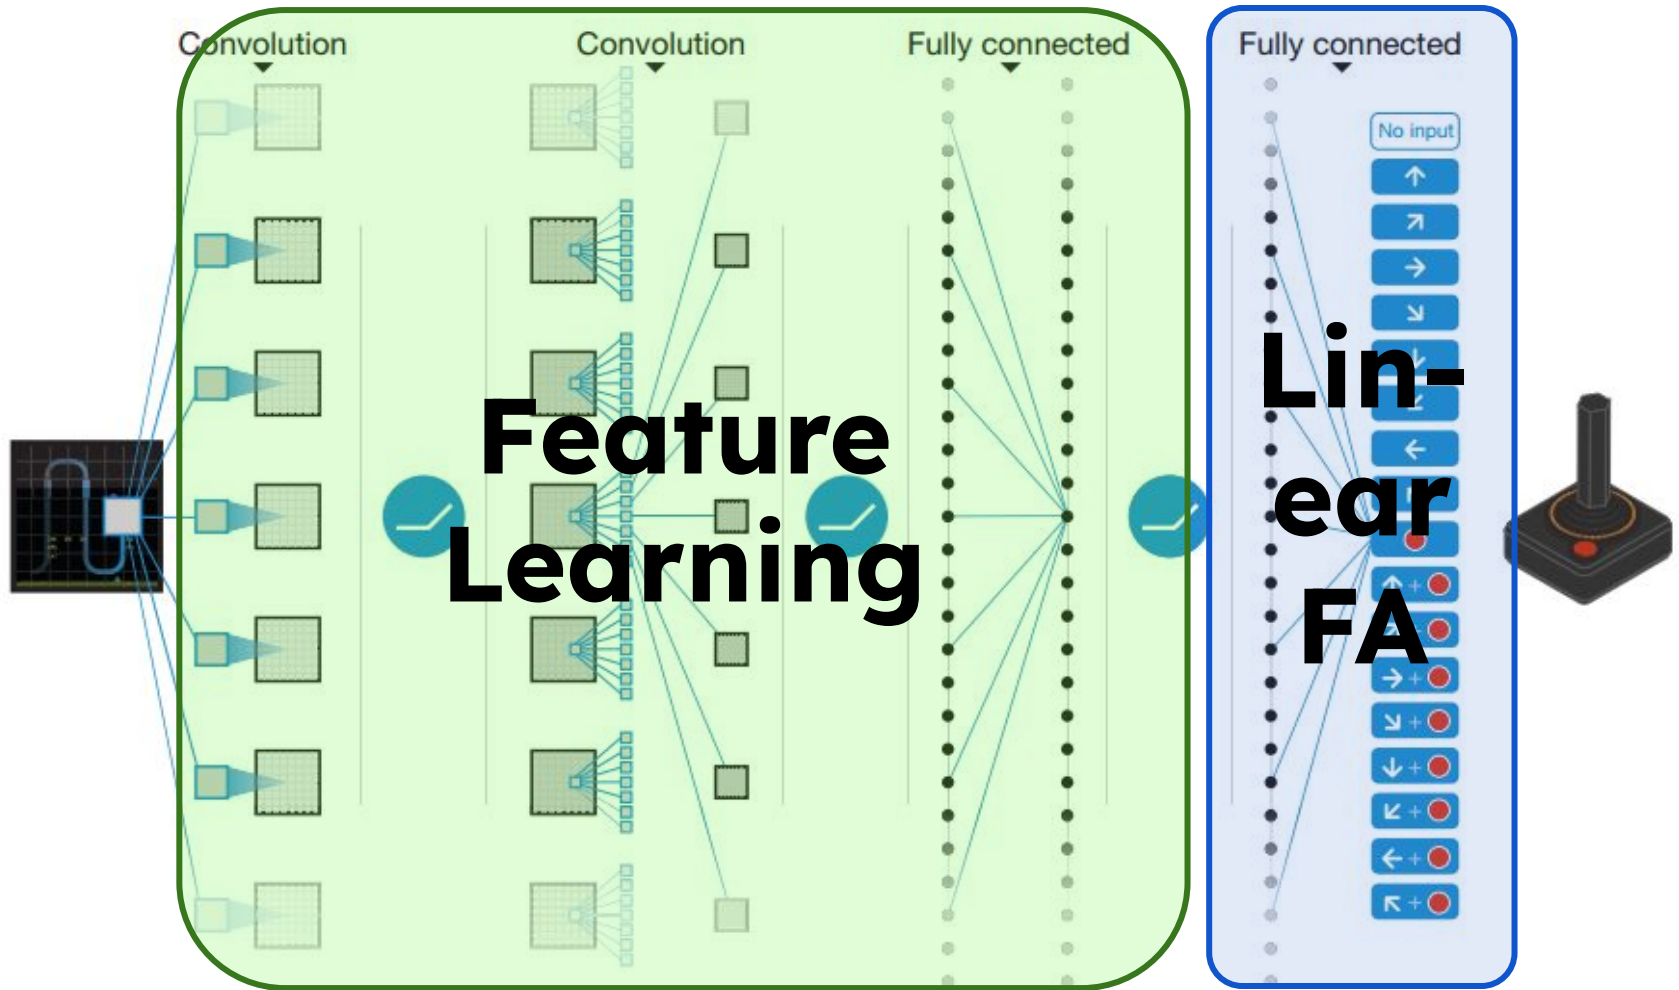 Convolution
Convolution
Fully connected
Fully connected
No input
Feature
Learning
Lin-
ear
FA